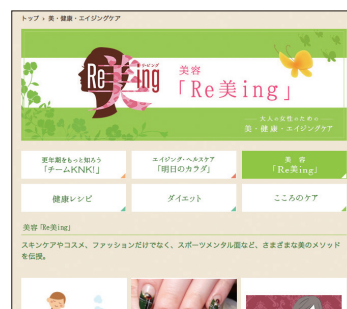 トップ › 美・健康・エイジングケア
Re美ing
リ・ビング
美容
「Re美ing」
大人の女性のための
美・健康・エイジングケア
更年期をもっと知ろう
「チームKNK!」
エイジング・ヘルスケア
「明日のカラダ」
美 容
「Re美ing」
健康レシピ
ダイエット
こころのケア
美容「Re美ing」
スキンケアやコスメ、ファッションだけでなく、スポーツメンタル面など、さまざまな美のメソッド
を伝授。